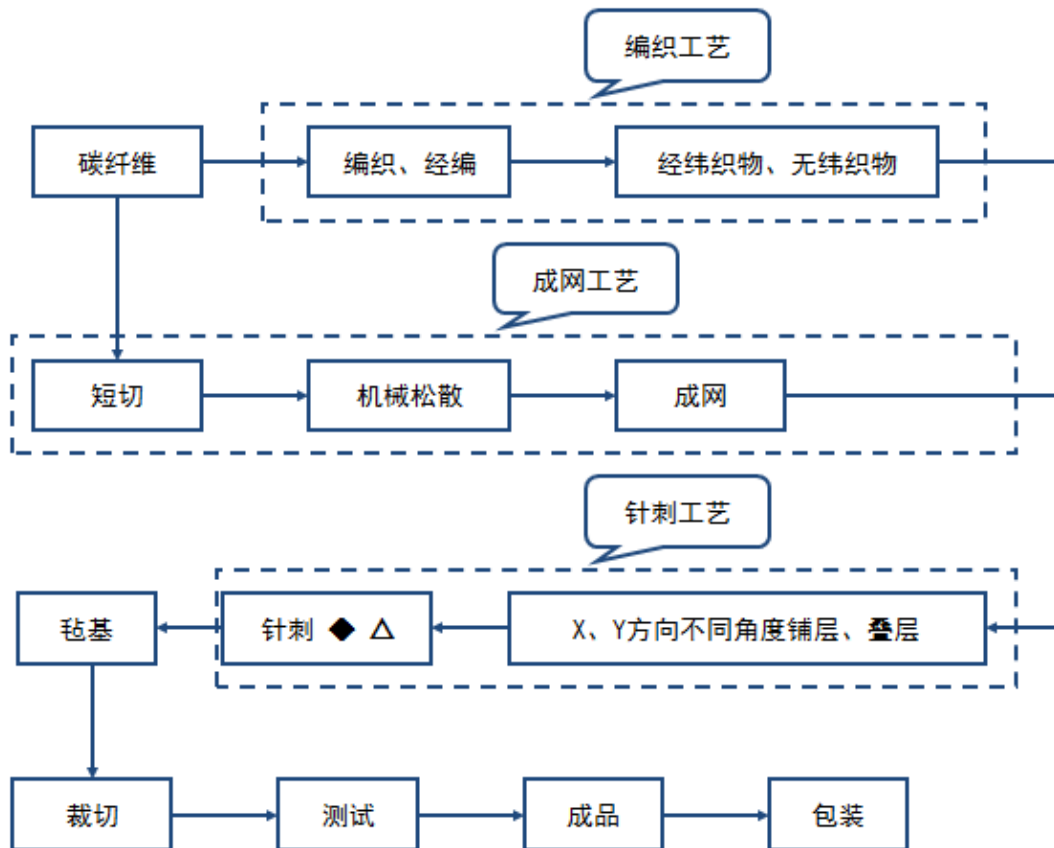 编织工艺
碳纤维
编织、经编
经纬织物、无纬织物
成网工艺
短切
机械松散
成网
针刺工艺
毡基
针刺 ◆ △
X、Y方向不同角度铺层、叠层
裁切
测试
成品
包装